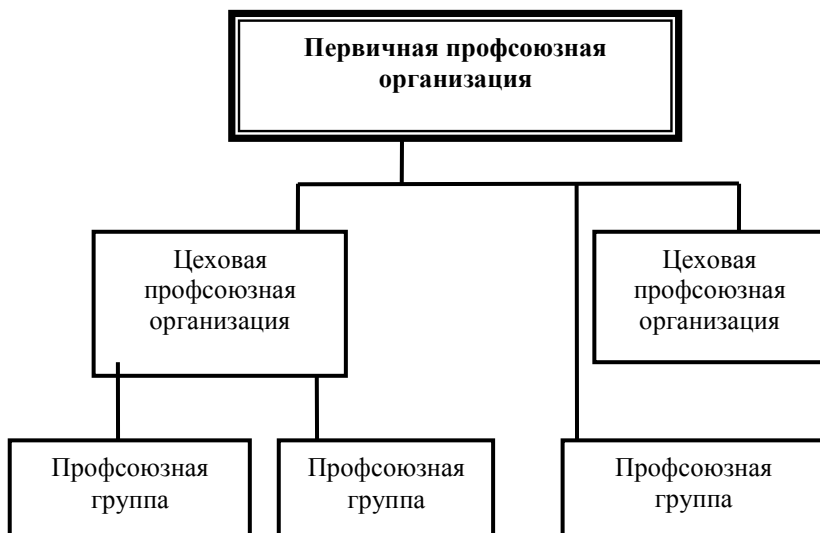 Первичная профсоюзная
организация
Цеховая
профсоюзная
организация
Цеховая
профсоюзная
организация
Профсоюзная
группа
Профсоюзная
группа
Профсоюзная
группа